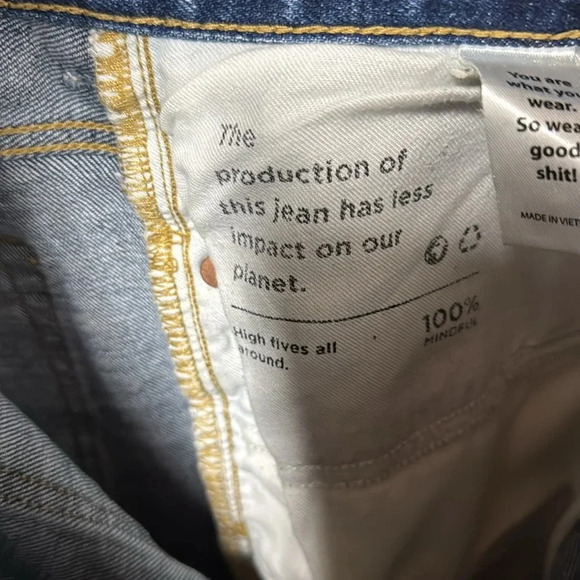 The
production of
this jean has less
impact on our
planet.
High fives all
around.
100%
MINDFUL
You are
what you
wear.
So wea
good
shit!
MADE IN VIET